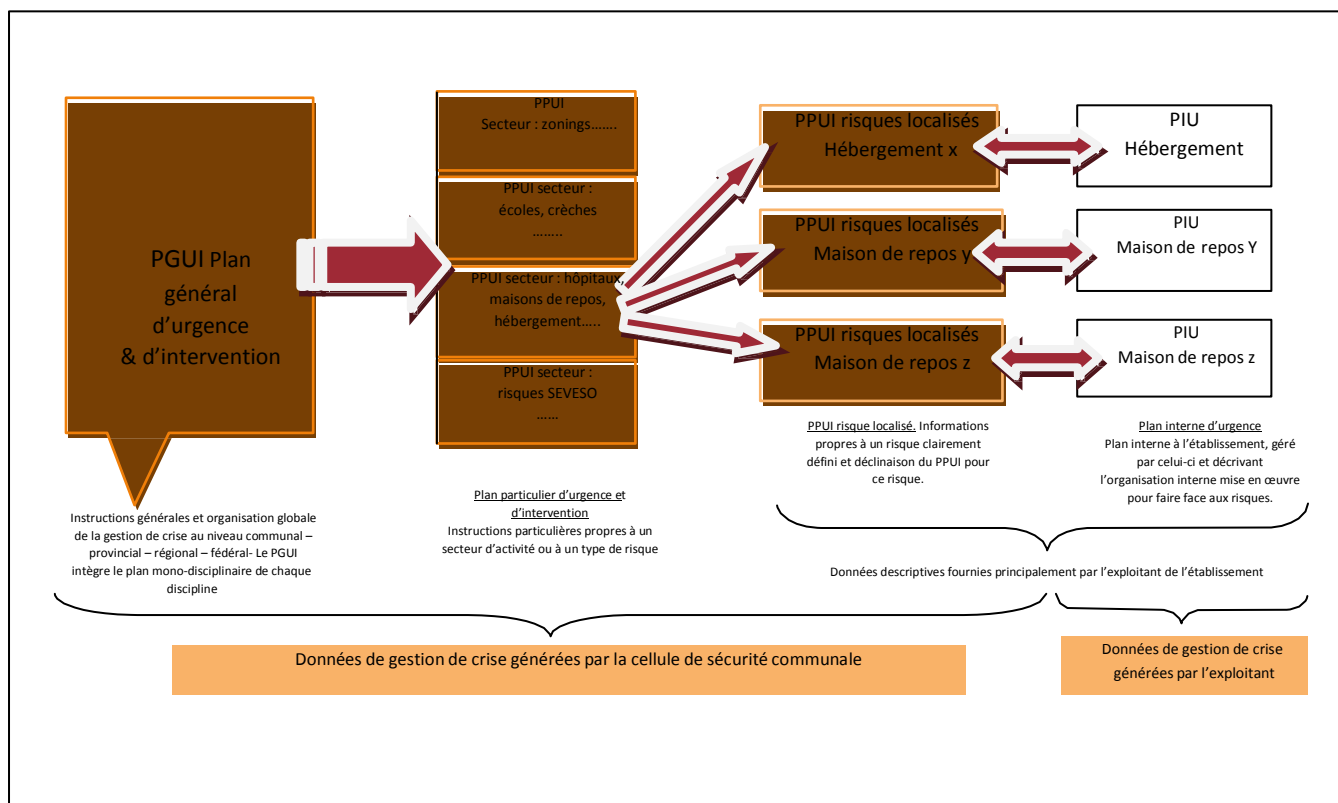 PGUI Plan
général
d’urgence
& d’intervention
Instructions générales et organisation globale
de la gestion de crise au niveau communal –
provincial – régional – fédéral- Le PGUI
intègre le plan mono-disciplinaire de chaque
discipline
PPUI
Secteur : zonings…….
PPUI secteur :
écoles, crèches
……..
PPUI secteur : hôpitaux,
maisons de repos,
hébergement…..
PPUI secteur :
risques SEVESO
……
Plan particulier d’urgence et
d’intervention
Instructions particulières propres à un
secteur d’activité ou à un type de risque
PPUI risques localisés
Hébergement x
PPUI risques localisés
Maison de repos y
PPUI risques localisés
Maison de repos z
PPUI risque localisé. Informations
propres à un risque clairement
défini et déclinaison du PPUI pour
ce risque.
PIU
Hébergement
PIU
Maison de repos Y
PIU
Maison de repos z
Plan interne d’urgence
Plan interne à l’établissement, géré
par celui-ci et décrivant
l’organisation interne mise en œuvre
pour faire face aux risques.
Données descriptives fournies principalement par l’exploitant de l’établissement
Données de gestion de crise générées par la cellule de sécurité communale
Données de gestion de crise
générées par l’exploitant